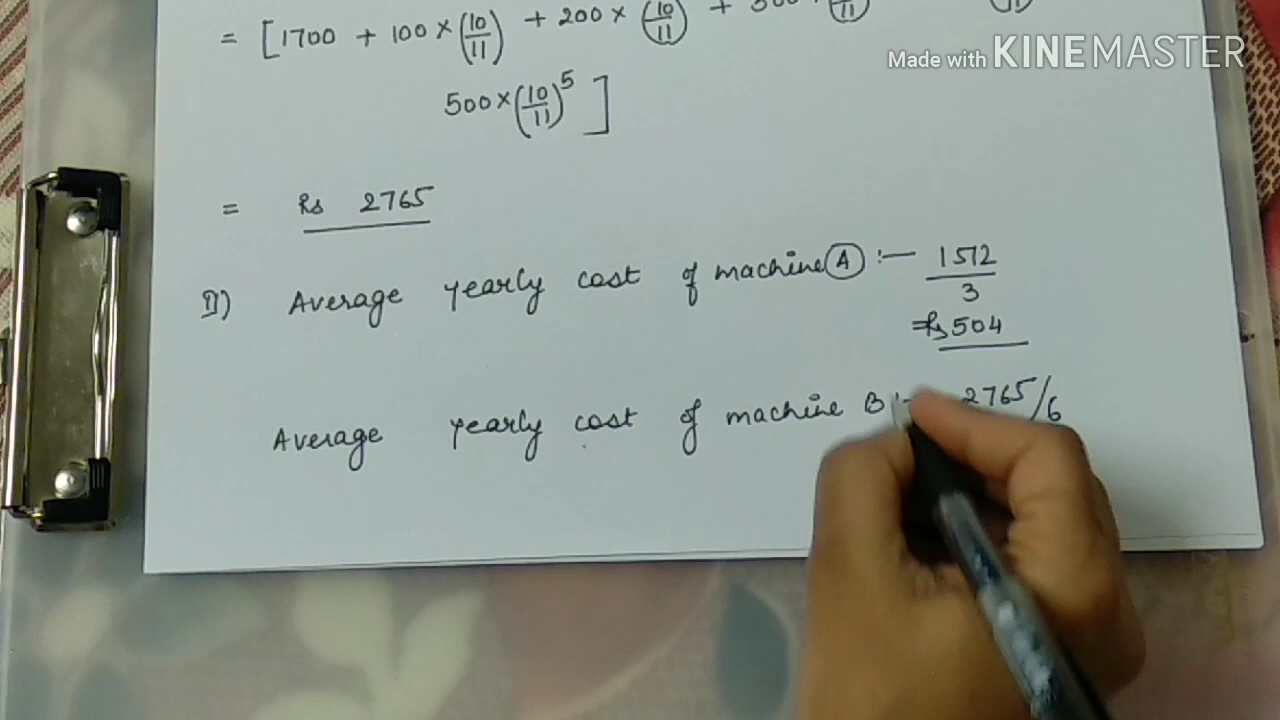 Made with KINEMASTER
= [1700 + 100 × (10/11) + 200 × (10/11) +
500 × (10/11)^5 ]
= Rs 2765
II) Average yearly cost of machine A :- 1572/3
= Rs 504
Average yearly cost of machine B :- 2765/6